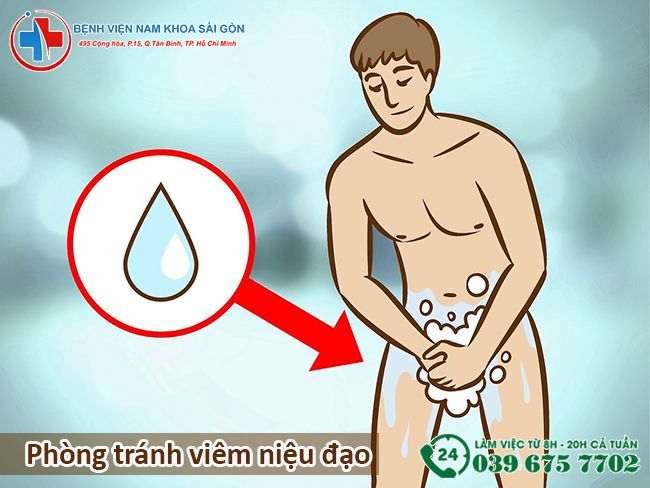 BỆNH VIỆN NAM KHOA SÀI GÒN
495 Cộng hòa, P.15, Q.Tân Bình, TP. Hồ Chí Minh
Phòng tránh viêm niệu đạo
24
LÀM VIỆC TỪ 8H - 20H CẢ TUẦN
039 675 7702